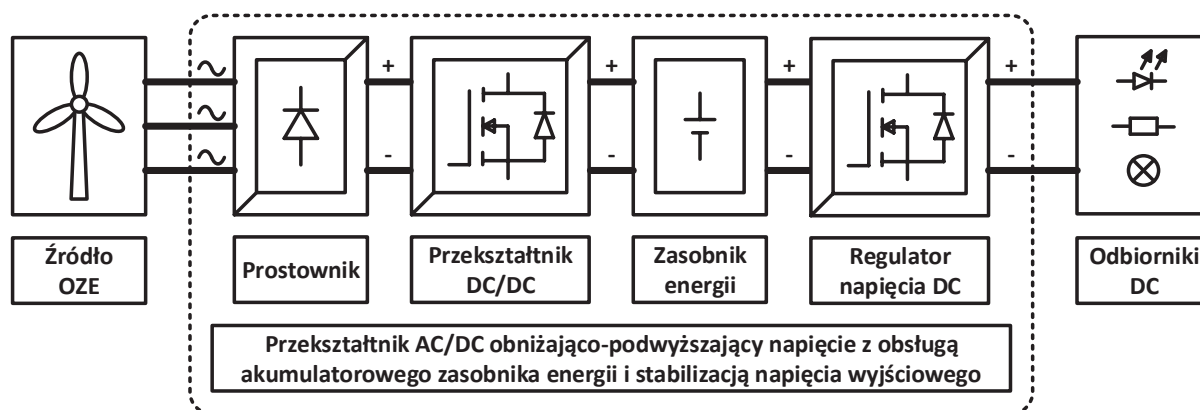 + + + +
- - - -
Źródło
OZE
Prostownik
Przekształtnik
DC/DC
Zasobnik
energii
Regulator
napięcia DC
Odbiorniki
DC
Przekształtnik AC/DC obniżająco-podwyższający napięcie z obsługą
akumulatorowego zasobnika energii i stabilizacją napięcia wyjściowego